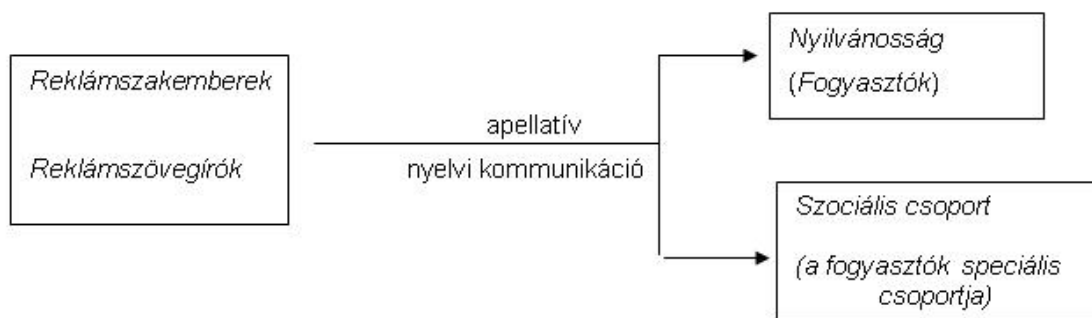 Reklámszakemberek
Reklámszövegírók
apellatív
nyelvi kommunikáció
Nyilvánosság
(Fogyasztók)
Szociális csoport
(a fogyasztók speciális
csoportja)